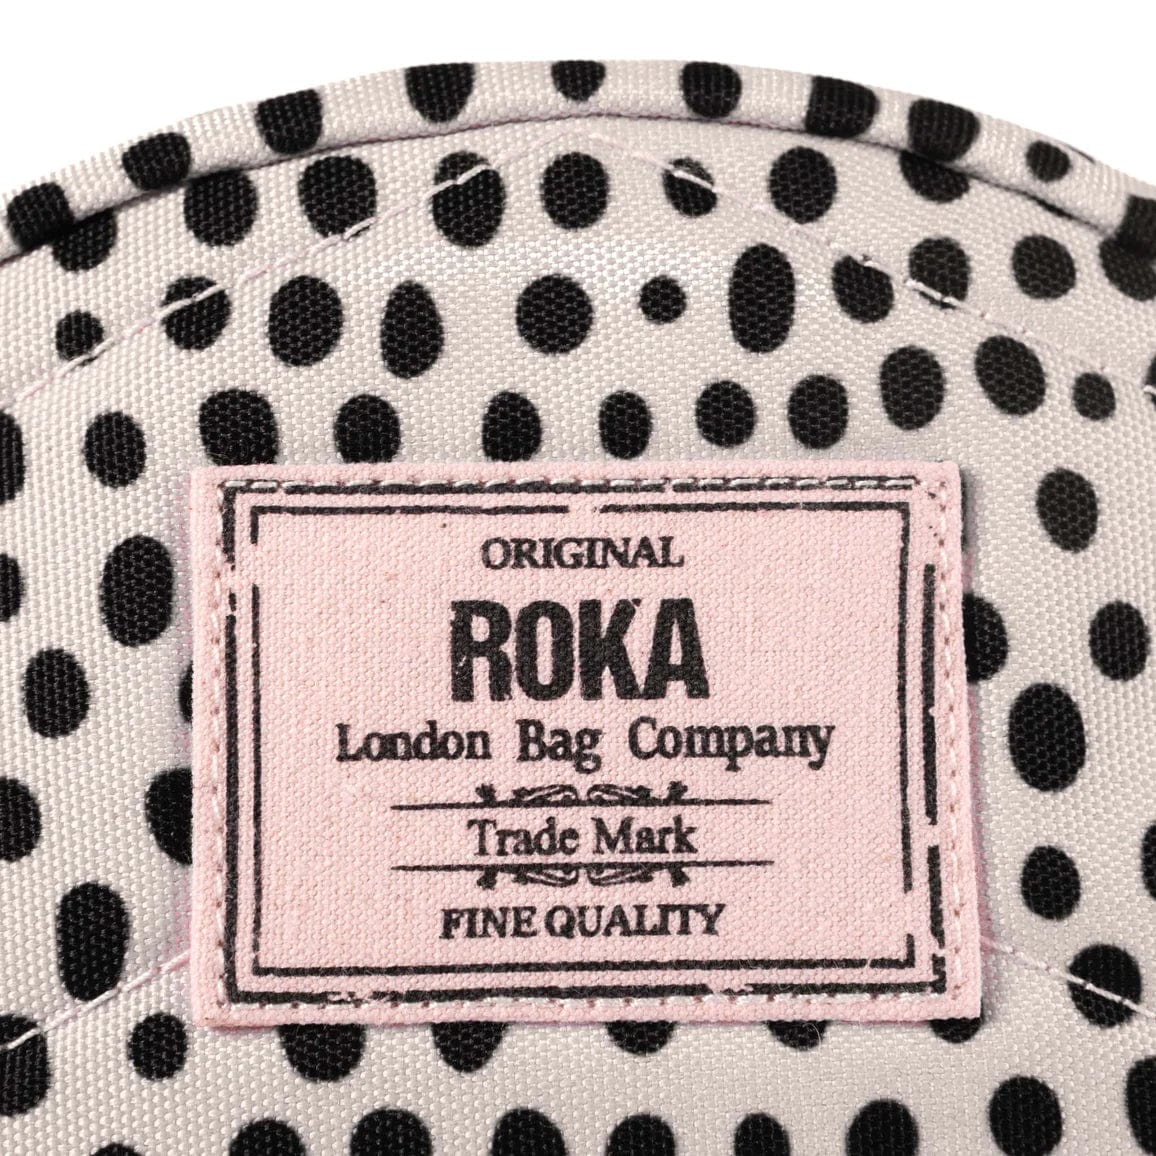 ORIGINAL
ROKA
London Bag Company
Trade Mark
FINE QUALITY